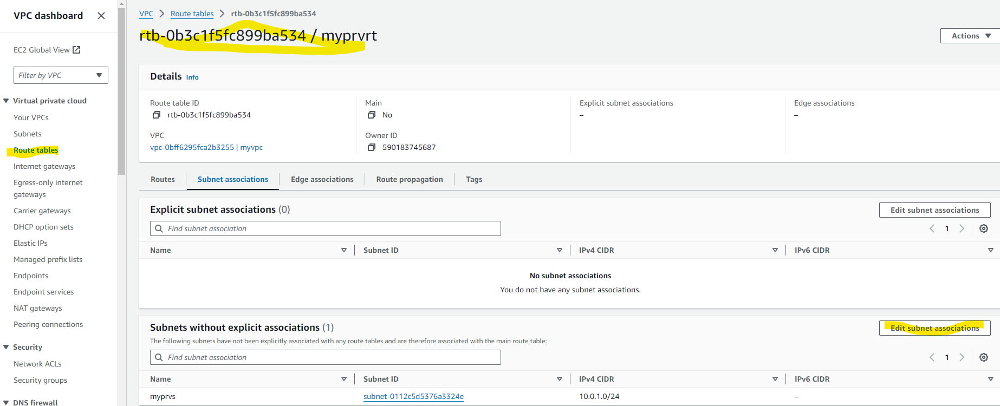 VPC dashboard
EC2 Global View
Filter by VPC
Virtual private cloud
Your VPCs
Subnets
Route tables
Internet gateways
Egress-only internet
gateways
Carrier gateways
DHCP option sets
Elastic IPs
Managed prefix lists
Endpoints
Endpoint services
NAT gateways
Peering connections
Security
Network ACLs
Security groups
DNS firewall
VPC > Route tables > rtb-0b3c1f5fc899ba534
rtb-0b3c1f5fc899ba534 / myprvrt
Actions
Details Info
Route table ID
rtb-0b3c1f5fc899ba534
Main
No
Explicit subnet associations
–
Edge associations
–
VPC
vpc-0bff6295fca2b3255 | myvpc
Owner ID
590183745687
Routes Subnet associations Edge associations Route propagation Tags
Explicit subnet associations (0)
Edit subnet associations
Find subnet association
1
Name Subnet ID IPv4 CIDR IPv6 CIDR
No subnet associations
You do not have any subnet associations.
Subnets without explicit associations (1)
Edit subnet associations
The following subnets have not been explicitly associated with any route tables and are therefore associated with the main route table:
Find subnet association
1
Name Subnet ID IPv4 CIDR IPv6 CIDR
myprvs subnet-0112c5d5376a3324e 10.0.1.0/24 –